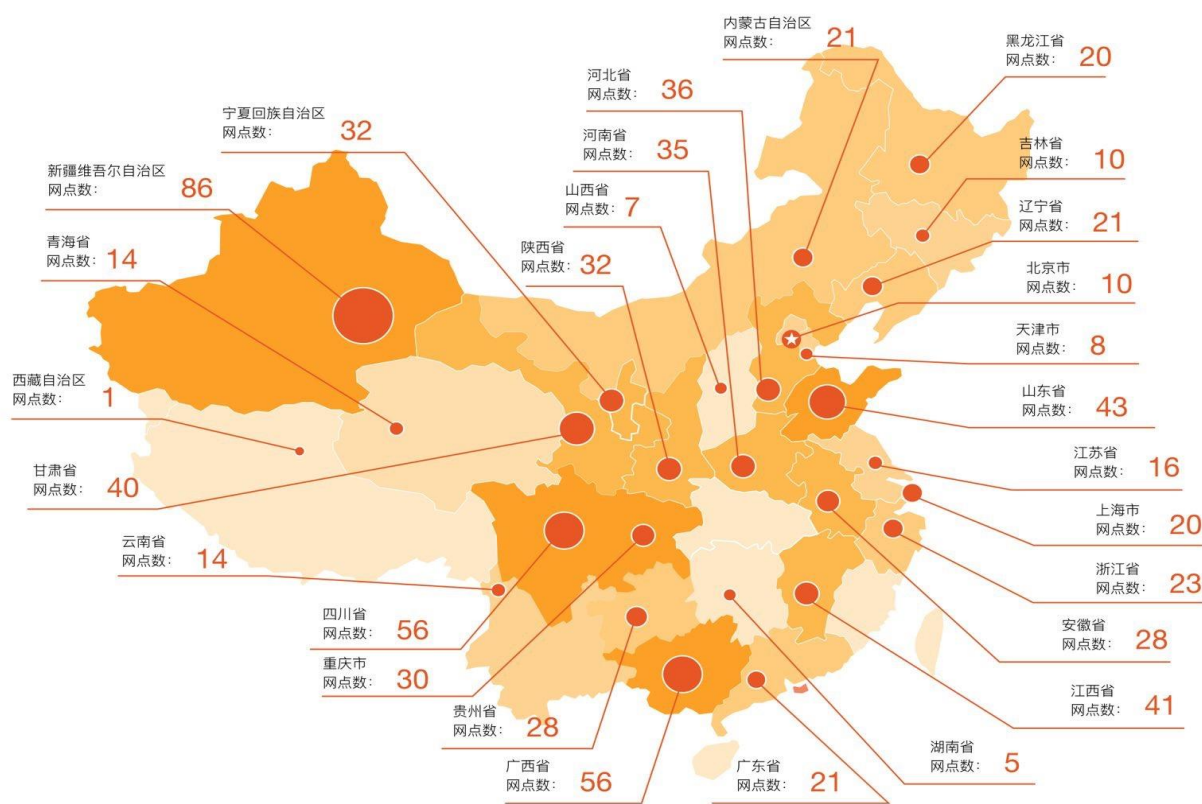 内蒙古自治区
网点数： 21
黑龙江省
网点数： 20
河北省
网点数： 36
宁夏回族自治区
网点数： 32
河南省
网点数： 35
吉林省
网点数： 10
新疆维吾尔自治区
网点数： 86
山西省
网点数： 7
辽宁省
网点数： 21
青海省
网点数： 14
陕西省
网点数： 32
北京市
网点数： 10
天津市
网点数： 8
西藏自治区
网点数： 1
山东省
网点数： 43
甘肃省
网点数： 40
江苏省
网点数： 16
上海市
网点数： 20
云南省
网点数： 14
浙江省
网点数： 23
四川省
网点数： 56
安徽省
网点数： 28
重庆市
网点数： 30
江西省
网点数： 41
贵州省
网点数： 28
湖南省
网点数： 5
广西省
网点数： 56
广东省
网点数： 21